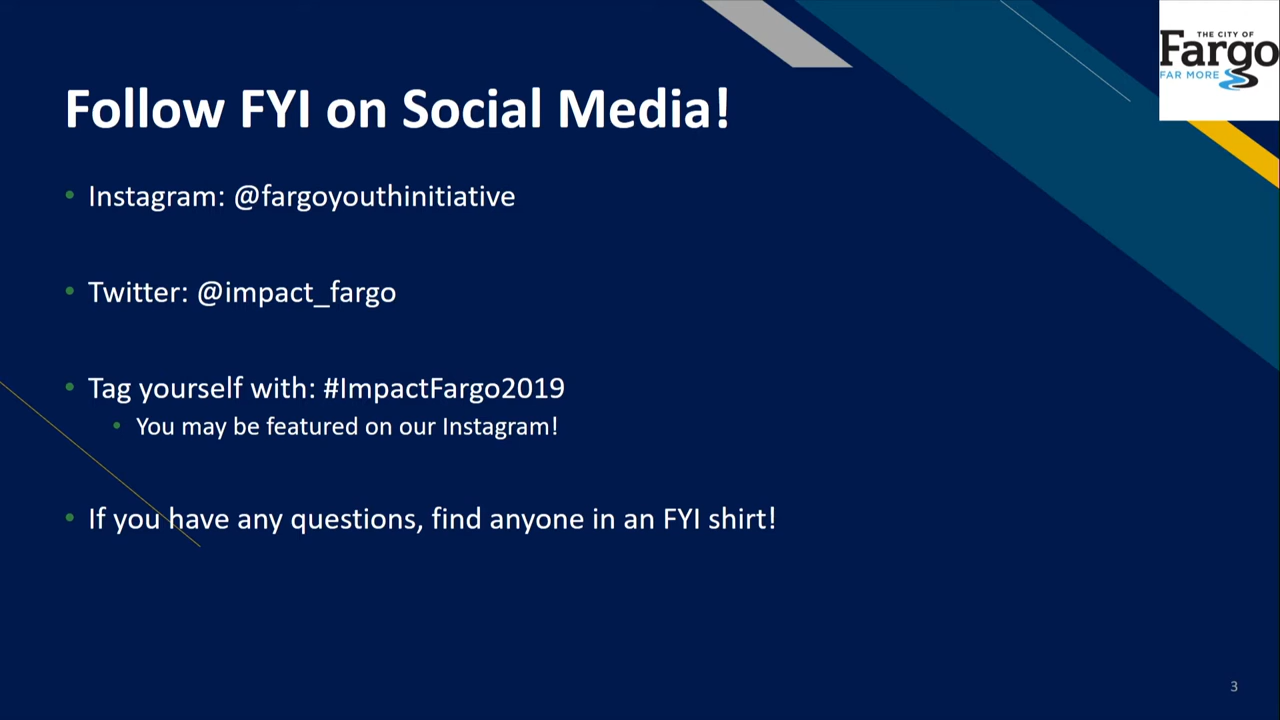 THE CITY OF
Fargo
FAR MORE
Follow FYI on Social Media!
• Instagram: @fargoyouthinitiative
• Twitter: @impact_fargo
• Tag yourself with: #ImpactFargo2019
• You may be featured on our Instagram!
• If you have any questions, find anyone in an FYI shirt!
3